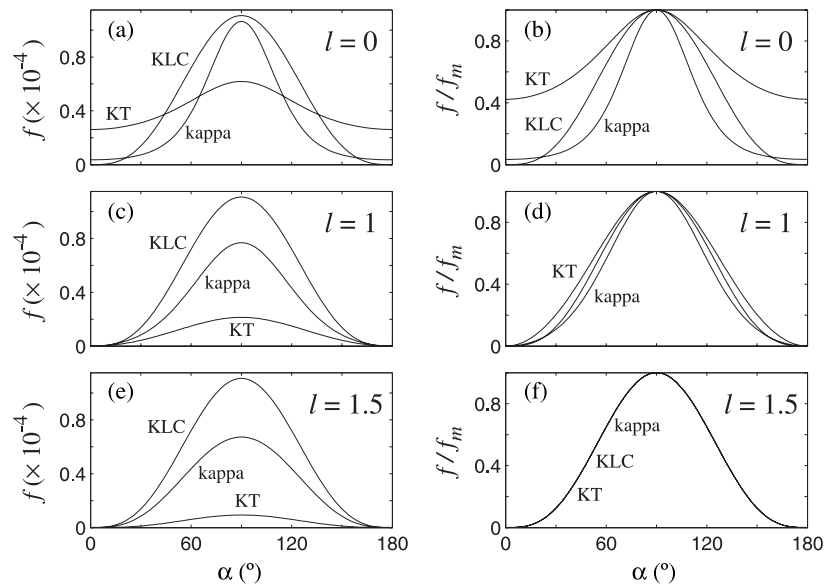 (a)
l = 0
KLC
KT
kappa
f (× 10⁻⁴)
0.8
0.4
0
(b)
l = 0
KT
KLC
kappa
f / fₘ
0.8
0.4
0
(c)
l = 1
KLC
kappa
KT
f (× 10⁻⁴)
0.8
0.4
0
(d)
l = 1
KT
kappa
f / fₘ
0.8
0.4
0
(e)
l = 1.5
KLC
kappa
KT
f (× 10⁻⁴)
0.8
0.4
0
0 60 120 180
α (º)
(f)
l = 1.5
kappa
KLC
KT
f / fₘ
0.8
0.4
0
0 60 120 180
α (º)